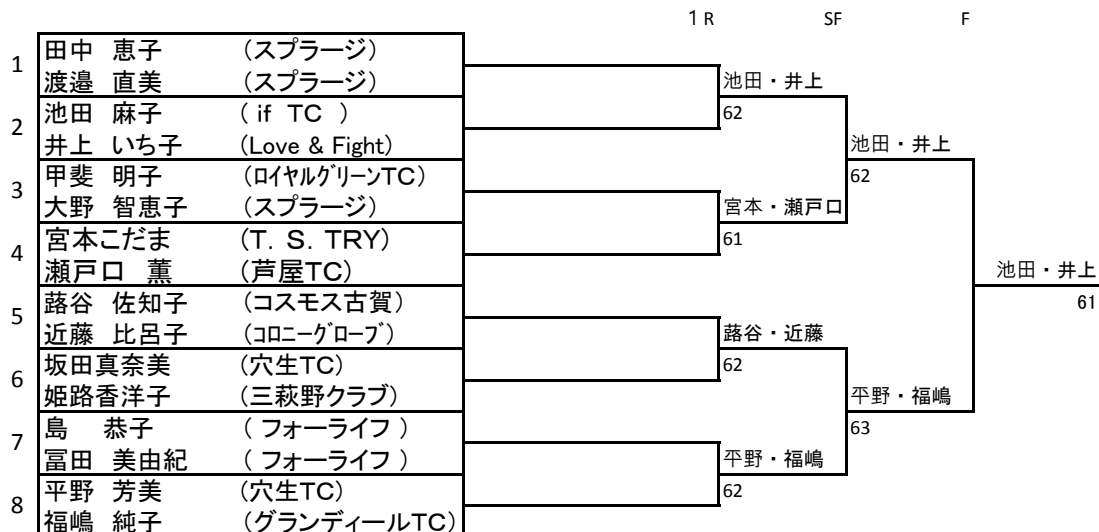 1 R SF F
1
田中 恵子 (スプラージ)
渡邉 直美 (スプラージ)
2
池田 麻子 ( if TC )
井上 いち子 (Love & Fight)
3
甲斐 明子 (ロイヤルグリーンTC)
大野 智恵子 (スプラージ)
4
宮本こだま (T. S. TRY)
瀬戸口 薫 (芦屋TC)
5
蕗谷 佐知子 (コスモス古賀)
近藤 比呂子 (コロニーグローブ)
6
坂田真奈美 (穴生TC)
姫路香洋子 (三萩野クラブ)
7
島 恭子 ( フォーライフ )
冨田 美由紀 ( フォーライフ )
8
平野 芳美 (穴生TC)
福嶋 純子 (グランディールTC)
池田・井上
62
宮本・瀬戸口
61
蕗谷・近藤
62
平野・福嶋
62
池田・井上
62
平野・福嶋
63
池田・井上
61